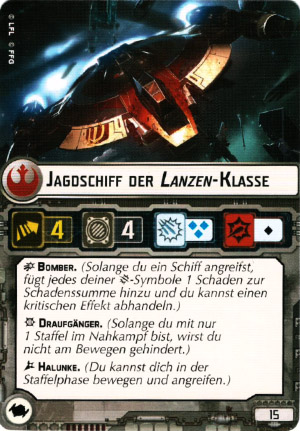 © LFL © FFG
JAGDSCHIFF DER LANZEN-KLASSE
4 4
BOMBER. (Solange du ein Schiff angreifst,
fügt jedes deiner -Symbole 1 Schaden zur
Schadenssumme hinzu und du kannst einen
kritischen Effekt abhandeln.)
DRAUFGÄNGER. (Solange du mit nur
1 Staffel im Nahkampf bist, wirst du
nicht am Bewegen gehindert.)
HALUNKE. (Du kannst dich in der
Staffelphase bewegen und angreifen.)
15